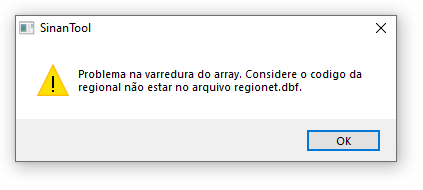 SinanTool
Problema na varredura do array. Considere o codigo da
regional não estar no arquivo regionet.dbf.
OK